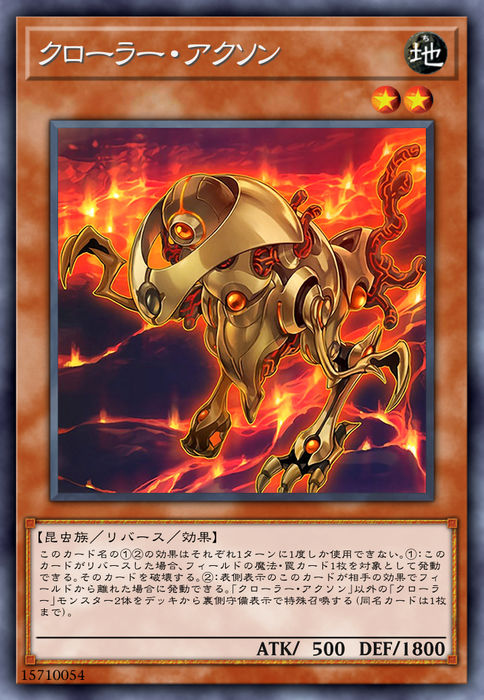 クローラー・アクソン
ち
地
【昆虫族／リバース／効果】
このカード名の①②の効果はそれぞれ1ターンに1度しか使用できない。①：この
カードがリバースした場合、フィールドの魔法・罠カード1枚を対象として発動
できる。そのカードを破壊する。②：表側表示のこのカードが相手の効果でフィ
ールドから離れた場合に発動できる。「クローラー・アクソン」以外の「クローラ
ー」モンスター2体をデッキから裏側守備表示で特殊召喚する（同名カードは1枚
まで）。
ATK/ 500 DEF/1800
15710054